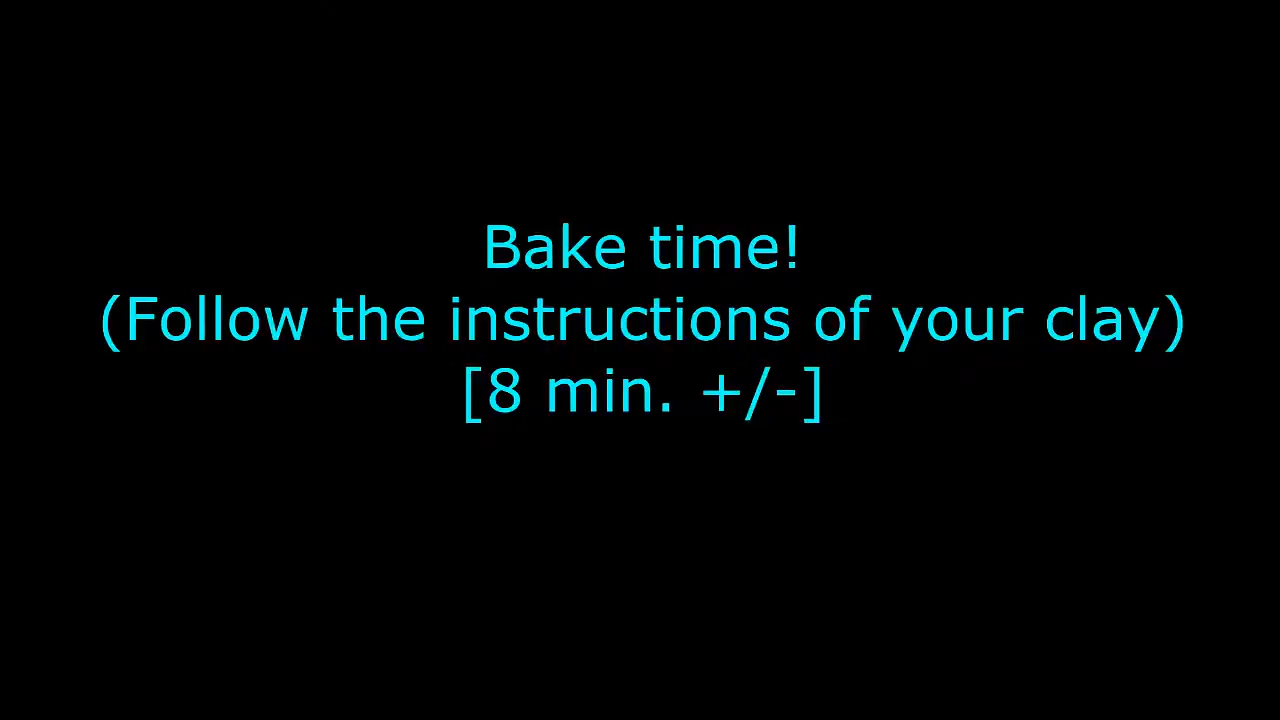 Bake time!
(Follow the instructions of your clay)
[8 min. +/-]